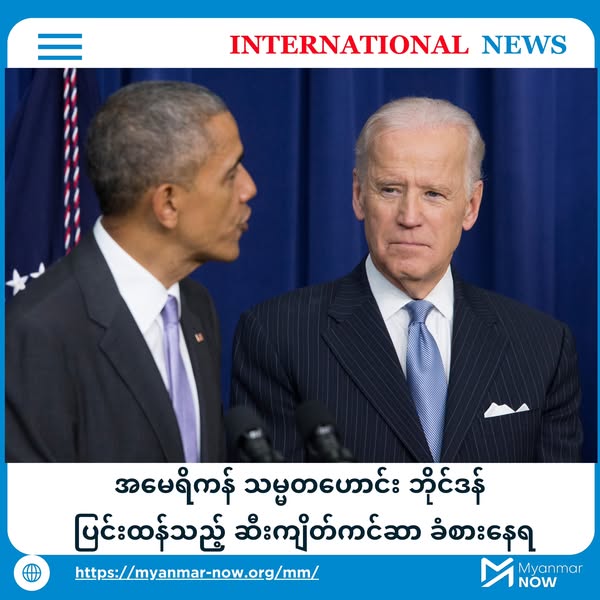 INTERNATIONAL NEWS
အမေရိကန် သမ္မတဟောင်း ဘိုင်ဒန်
ပြင်းထန်သည့် ဆီးကျိတ်ကင်ဆာ ခံစားနေရ
https://myanmar-now.org/mm/
Myanmar
NOW